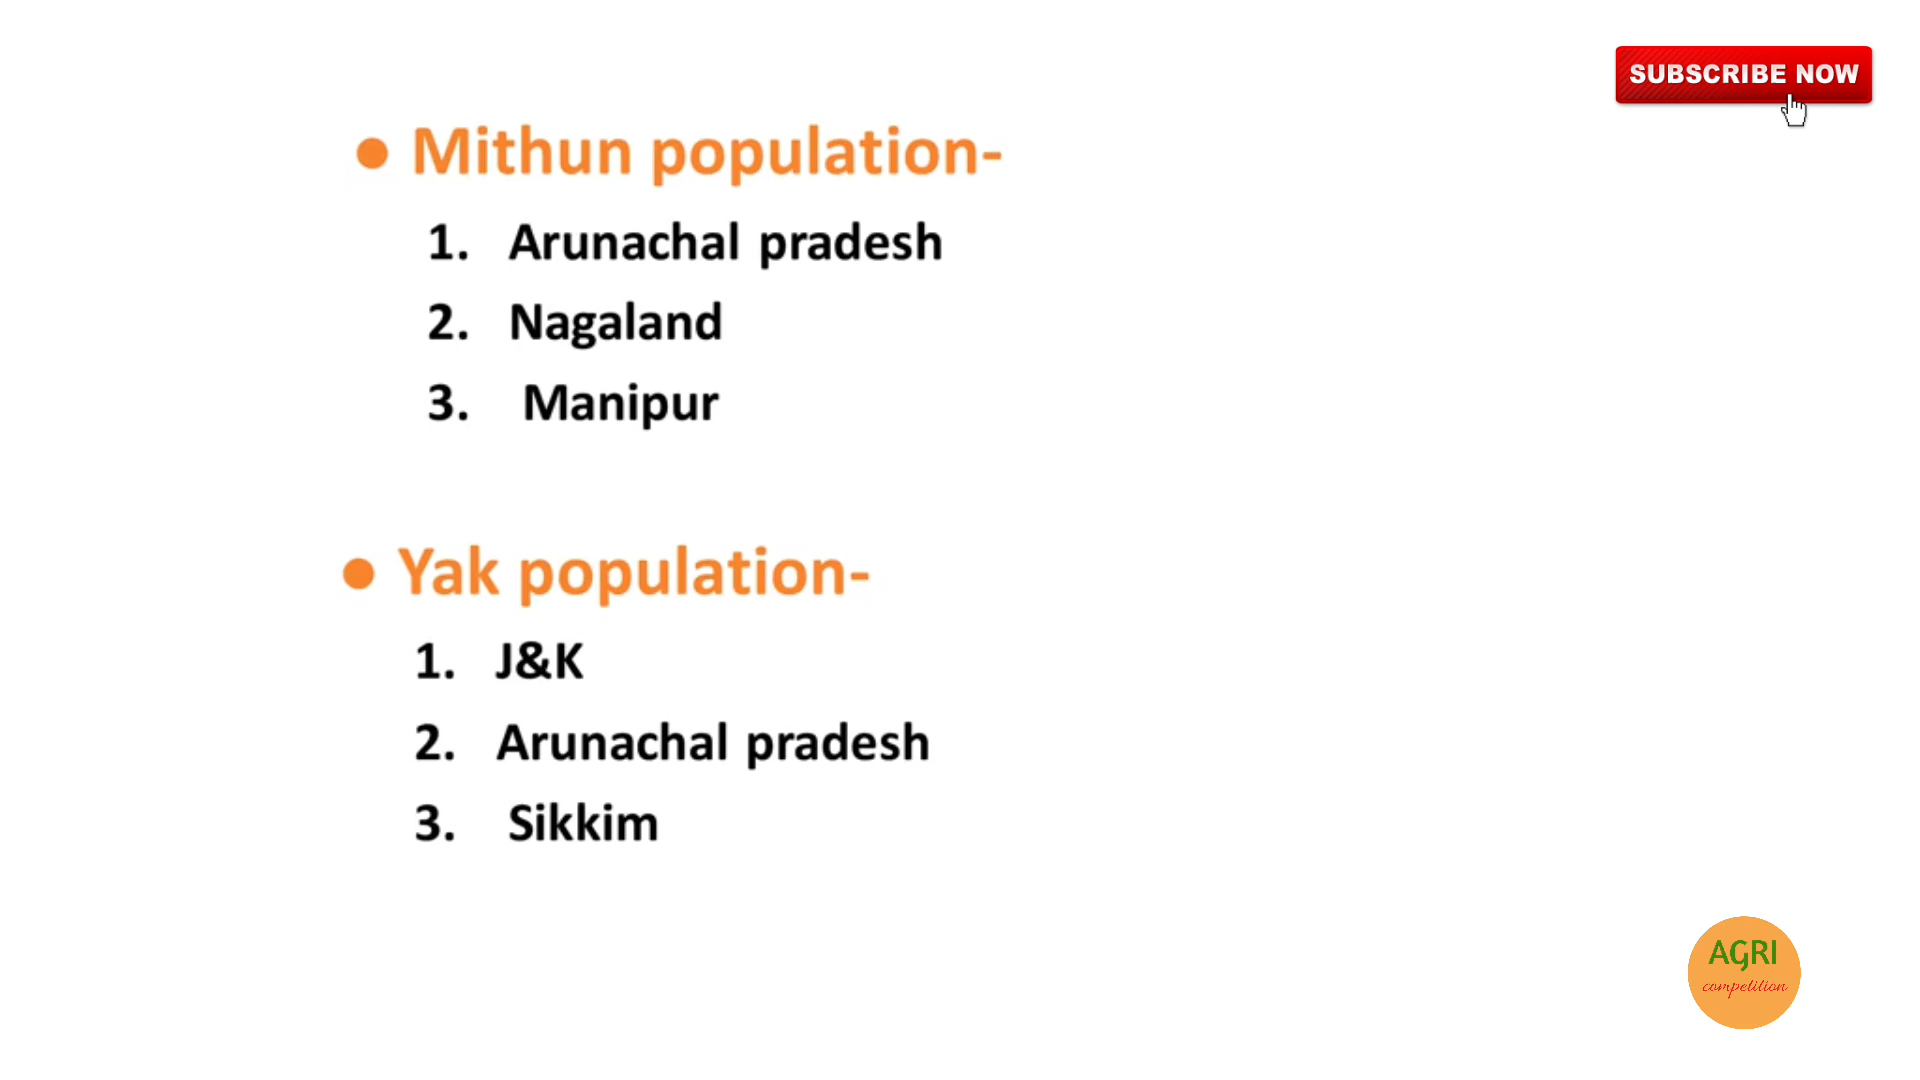 SUBSCRIBE NOW
● Mithun population-
1. Arunachal pradesh
2. Nagaland
3. Manipur
● Yak population-
1. J&K
2. Arunachal pradesh
3. Sikkim
AGRI
competition